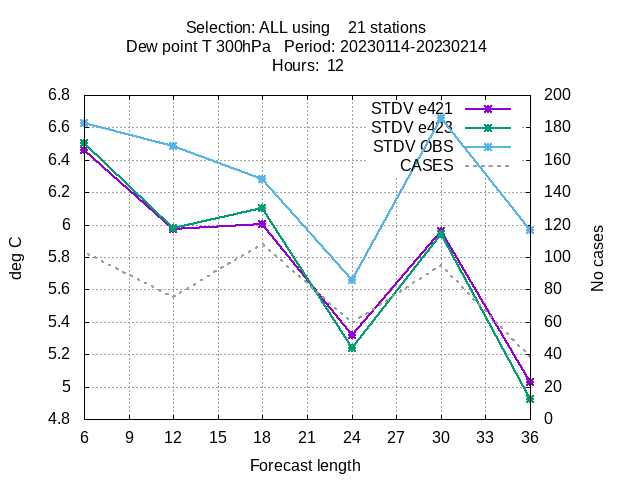 Selection: ALL using 21 stations
Dew point T 300hPa Period: 20230114-20230214
Hours: 12
STDV e421
STDV e423
STDV OBS
CASES
deg C
6.8
6.6
6.4
6.2
6
5.8
5.6
5.4
5.2
5
4.8
200
180
160
140
120
100
80
60
40
20
0
No cases
6 9 12 15 18 21 24 27 30 33 36
Forecast length